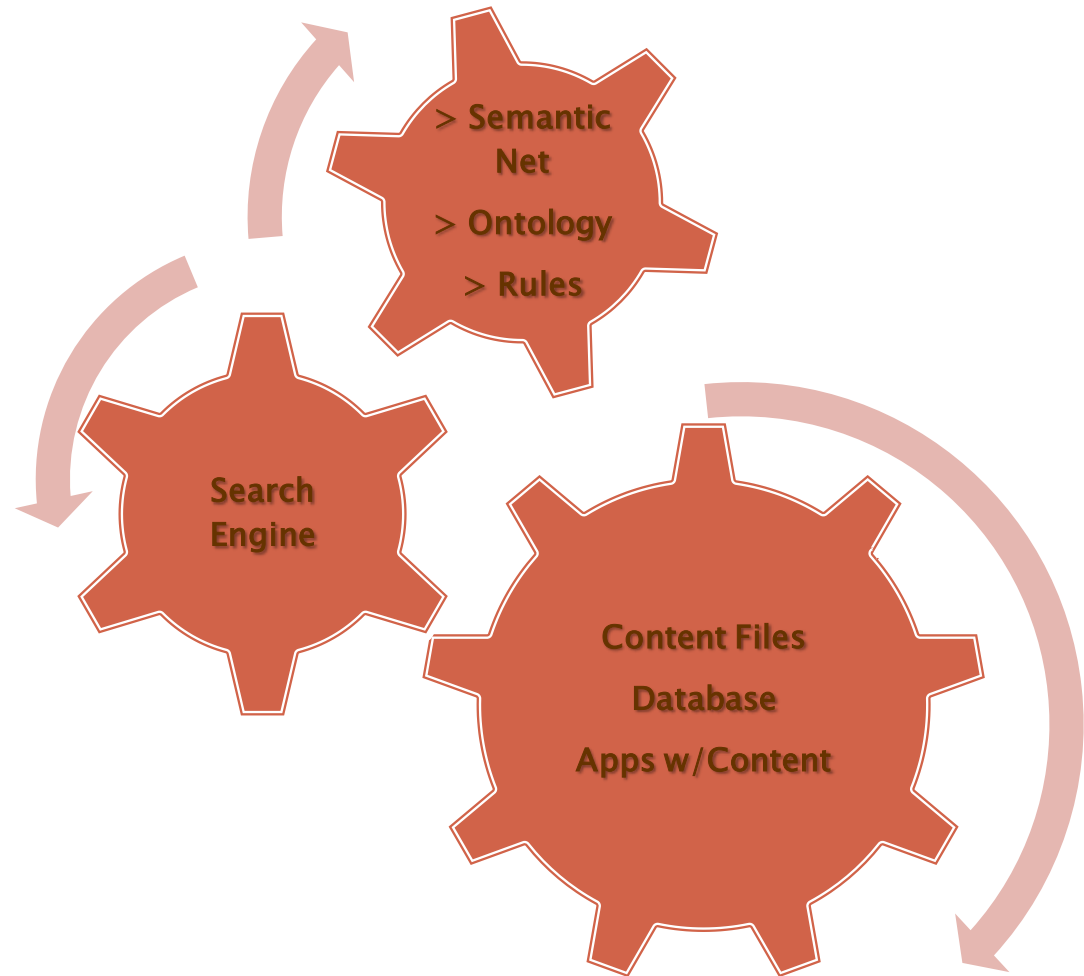 > Semantic
Net
> Ontology
> Rules
Search
Engine
Content Files
Database
Apps w/Content